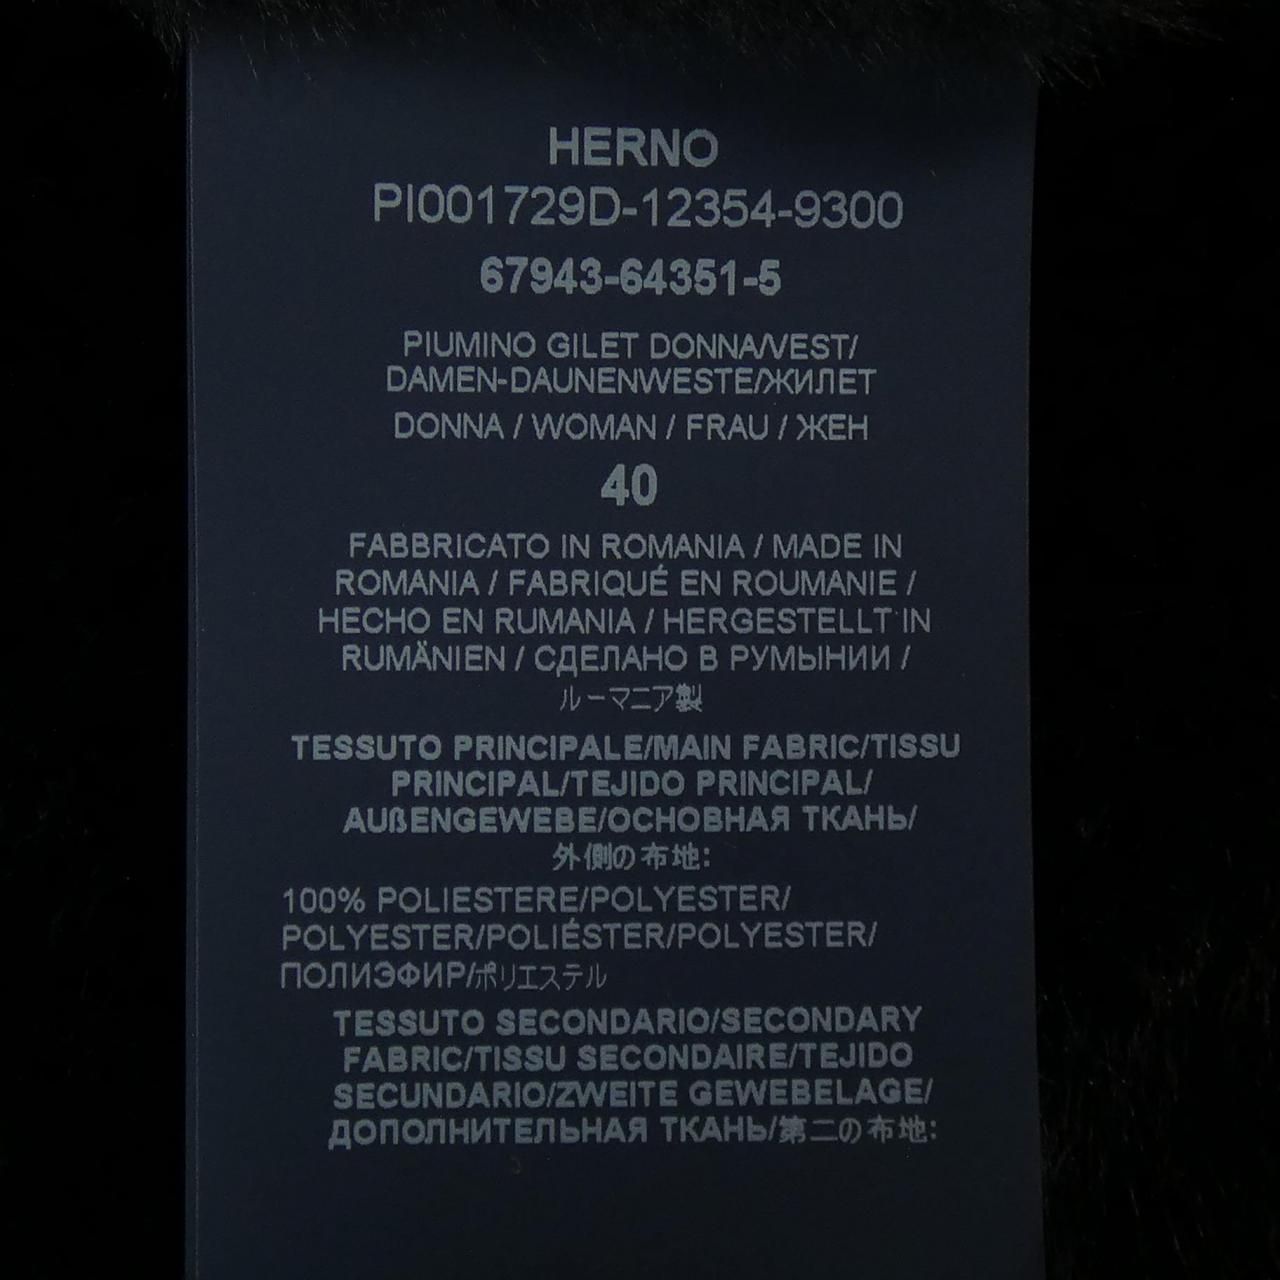 HERNO
PI001729D-12354-9300
67943-64351-5
PIUMINO GILET DONNA/VEST/
DAMEN-DAUNENWESTE/ЖИЛЕТ
DONNA / WOMAN / FRAU / ЖЕН
40
FABBRICATO IN ROMANIA / MADE IN
ROMANIA / FABRIQUÉ EN ROUMANIE /
HECHO EN RUMANIA / HERGESTELLT IN
RUMÄNIEN / СДЕЛАНО В РУМЫНИИ /
ルーマニア製
TESSUTO PRINCIPALE/MAIN FABRIC/TISSU
PRINCIPAL/TEJIDO PRINCIPAL/
AUßENGEWEBE/ОСНОВНАЯ ТКАНЬ/
外側の布地:
100% POLIESTERE/POLYESTER/
POLYESTER/POLIÉSTER/POLYESTER/
ПОЛИЭФИР/ポリエステル
TESSUTO SECONDARIO/SECONDARY
FABRIC/TISSU SECONDAIRE/TEJIDO
SECUNDARIO/ZWEITE GEWEBELAGE/
ДОПОЛНИТЕЛЬНАЯ ТКАНЬ/第二の布地: